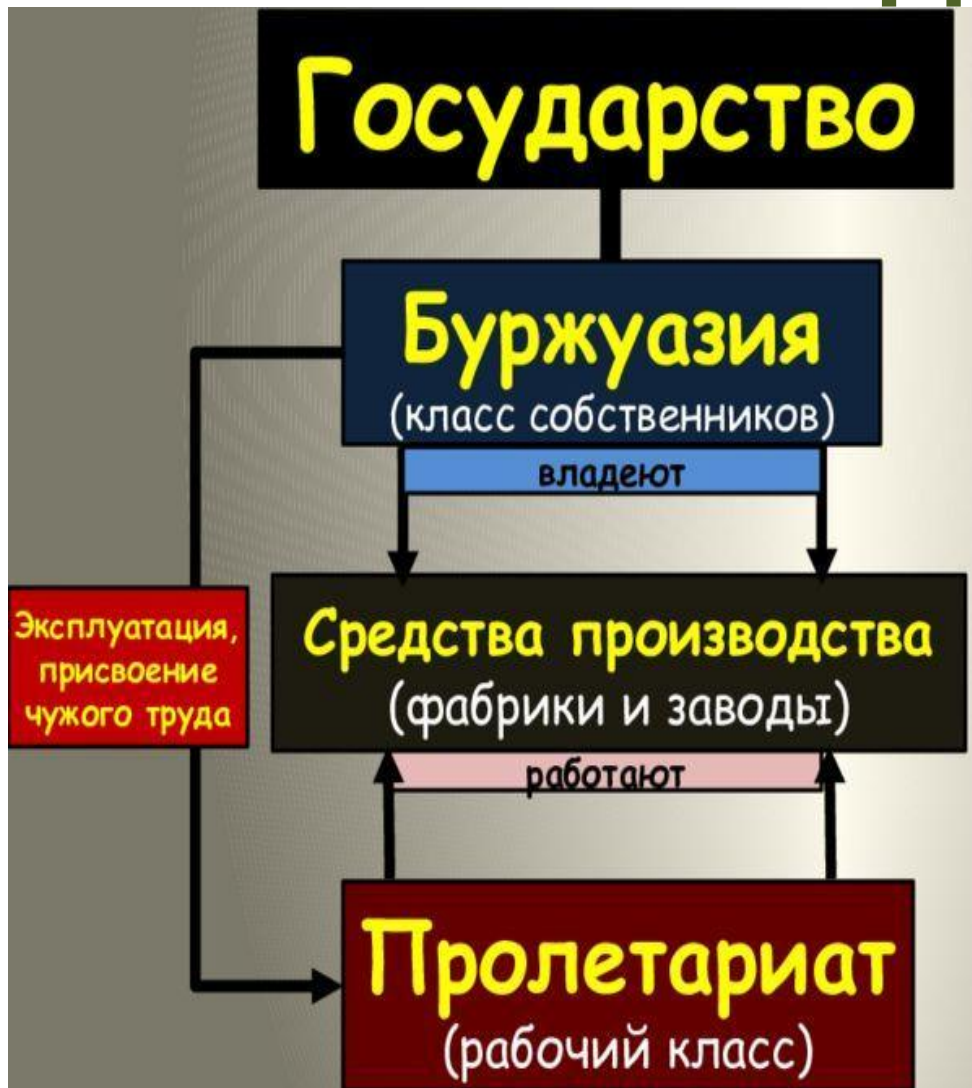 Государство
Буржуазия
(класс собственников)
владеют
Эксплуатация,
присвоение
чужого труда
Средства производства
(фабрики и заводы)
работают
Пролетариат
(рабочий класс)